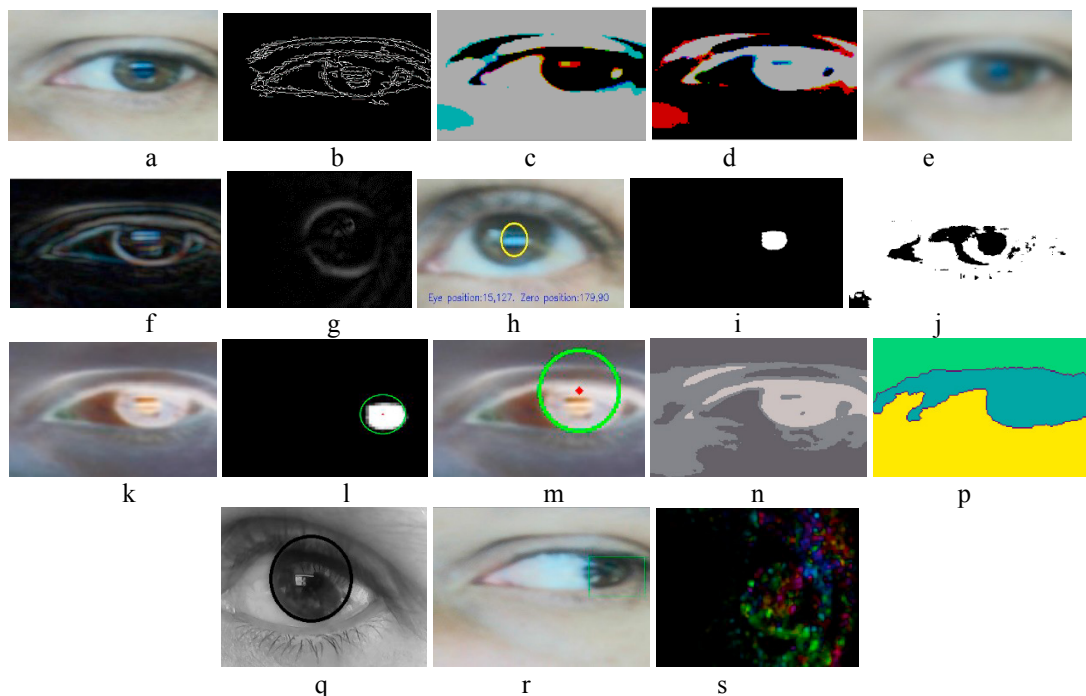 a b c d e
Eye position:15,127. Zero position:179,90
f g h i j
k l m n p
q r s